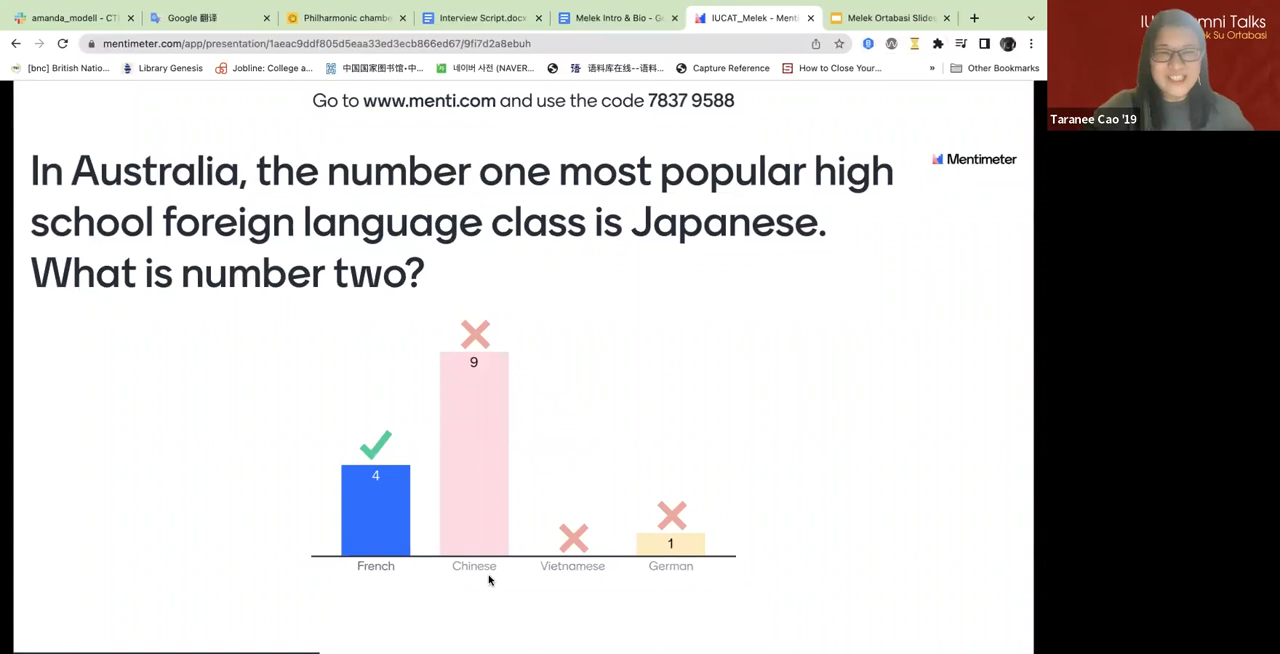 amanda_modell - CTI
Google 翻译
Philharmonic chambe
Interview Script.docx
Melek Intro & Bio - Go
IUCAT_Melek - Menti
Melek Ortabasi Slides
mentimeter.com/app/presentation/1aeac9ddf805d5eaa33ed3ecb866ed67/9fi7d2a8ebuh
[bnc] British Natio...
Library Genesis
Jobline: College a...
中国国家图书馆•中...
네이버 사전 (NAVER...
语料库在线--语料...
Capture Reference
How to Close Your...
»
Other Bookmarks
Taranee Cao '19
Go to www.menti.com and use the code 7837 9588
Mentimeter
In Australia, the number one most popular high
school foreign language class is Japanese.
What is number two?
4
9
1
French
Chinese
Vietnamese
German